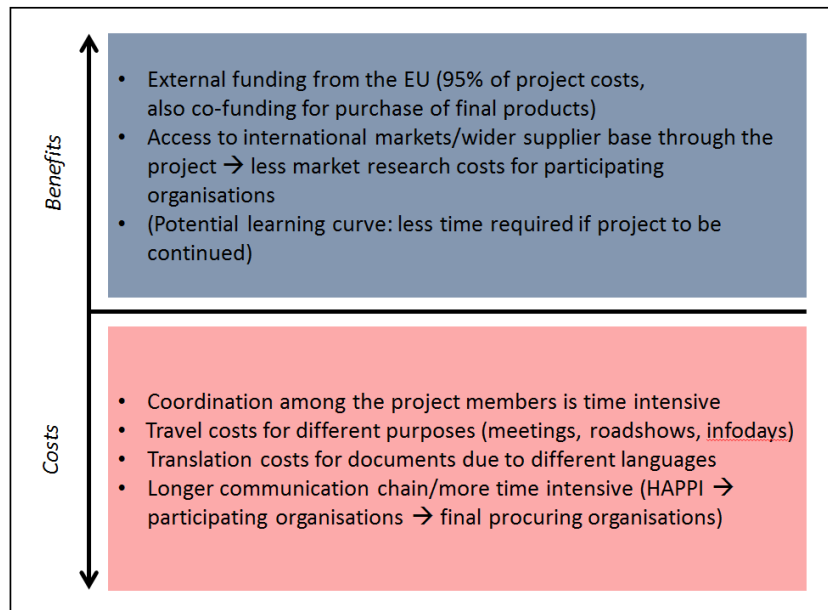 Benefits
• External funding from the EU (95% of project costs,
also co-funding for purchase of final products)
• Access to international markets/wider supplier base through the
project → less market research costs for participating
organisations
• (Potential learning curve: less time required if project to be
continued)
Costs
• Coordination among the project members is time intensive
• Travel costs for different purposes (meetings, roadshows, infodays)
• Translation costs for documents due to different languages
• Longer communication chain/more time intensive (HAPPI →
participating organisations → final procuring organisations)